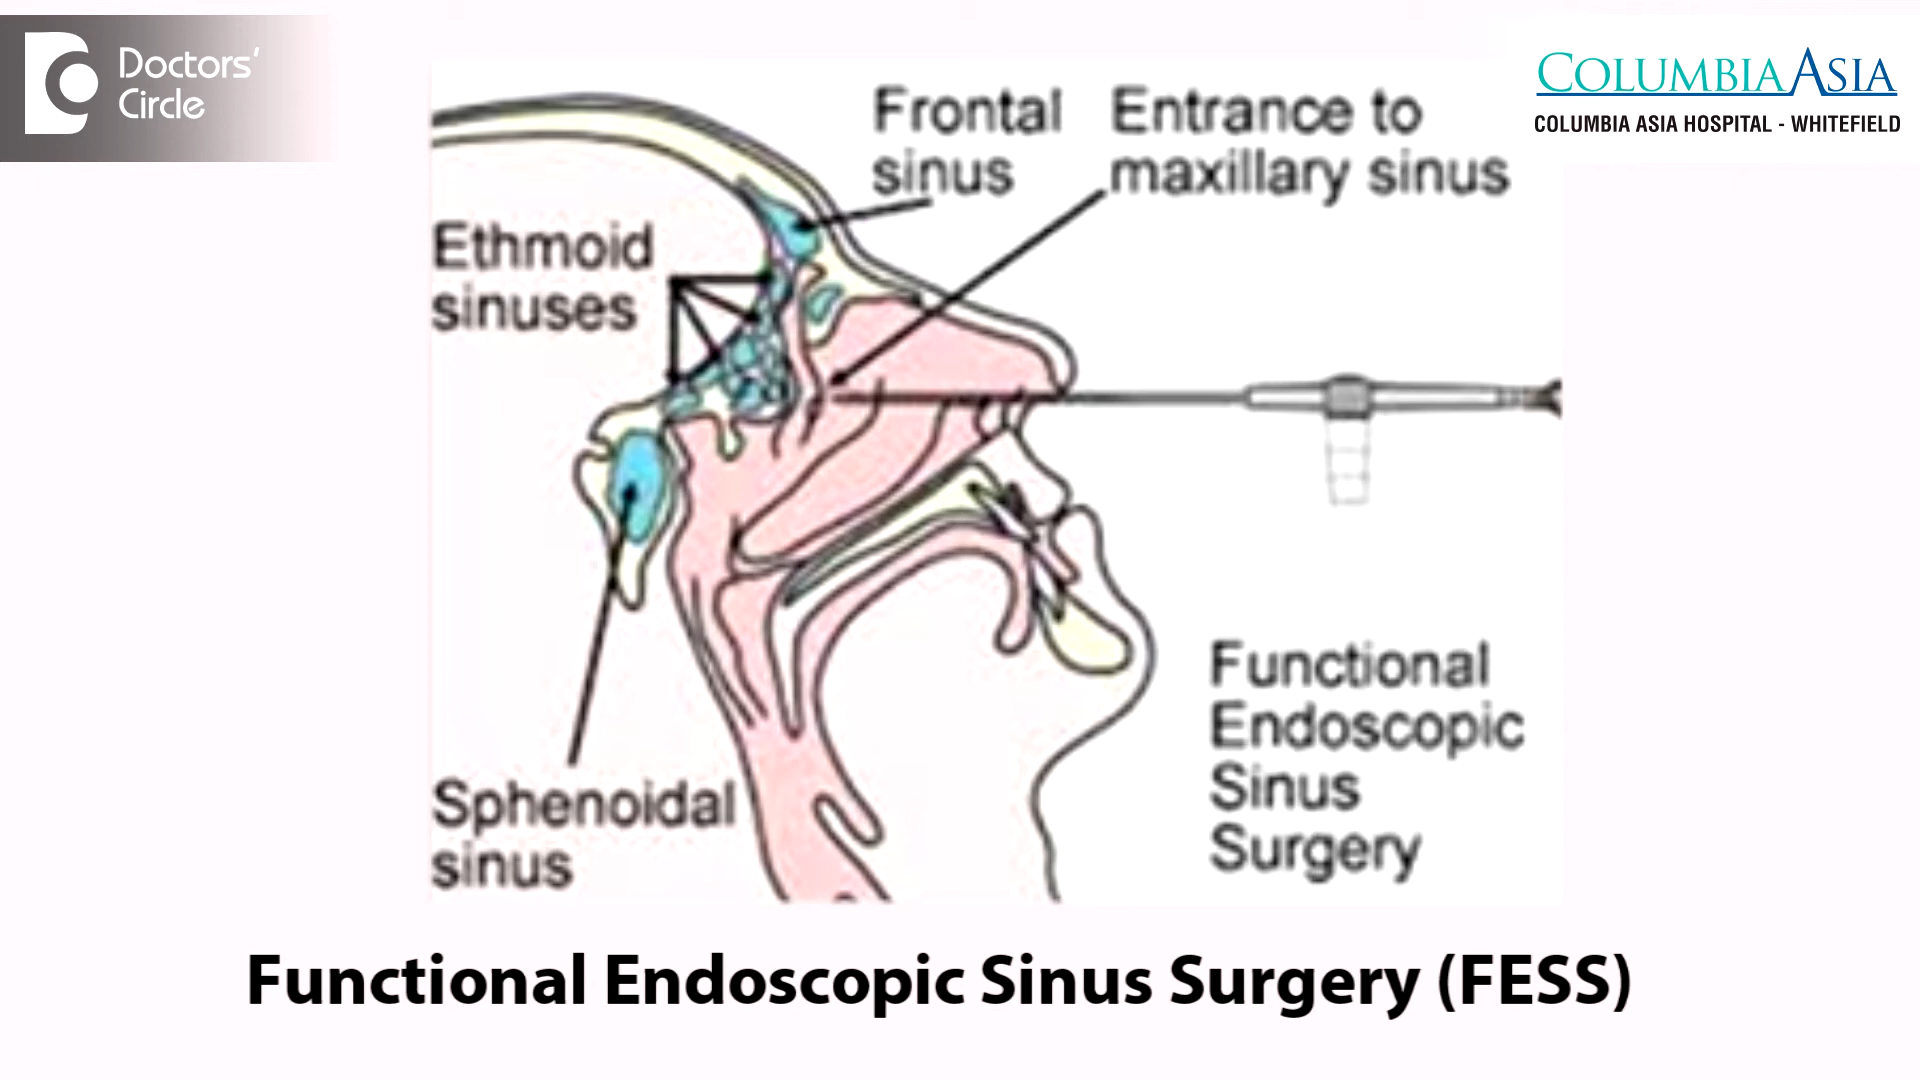 Doctors'
Circle
COLUMBIA ASIA
COLUMBIA ASIA HOSPITAL - WHITEFIELD
Frontal
sinus
Entrance to
maxillary sinus
Ethmoid
sinuses
Sphenoidal
sinus
Functional
Endoscopic
Sinus
Surgery
Functional Endoscopic Sinus Surgery (FESS)